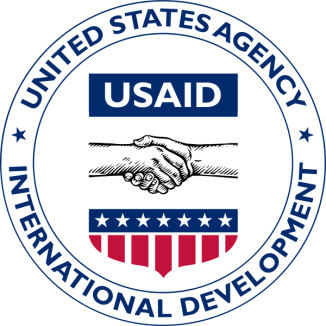 UNITED STATES AGENCY
USAID
INTERNATIONAL DEVELOPMENT